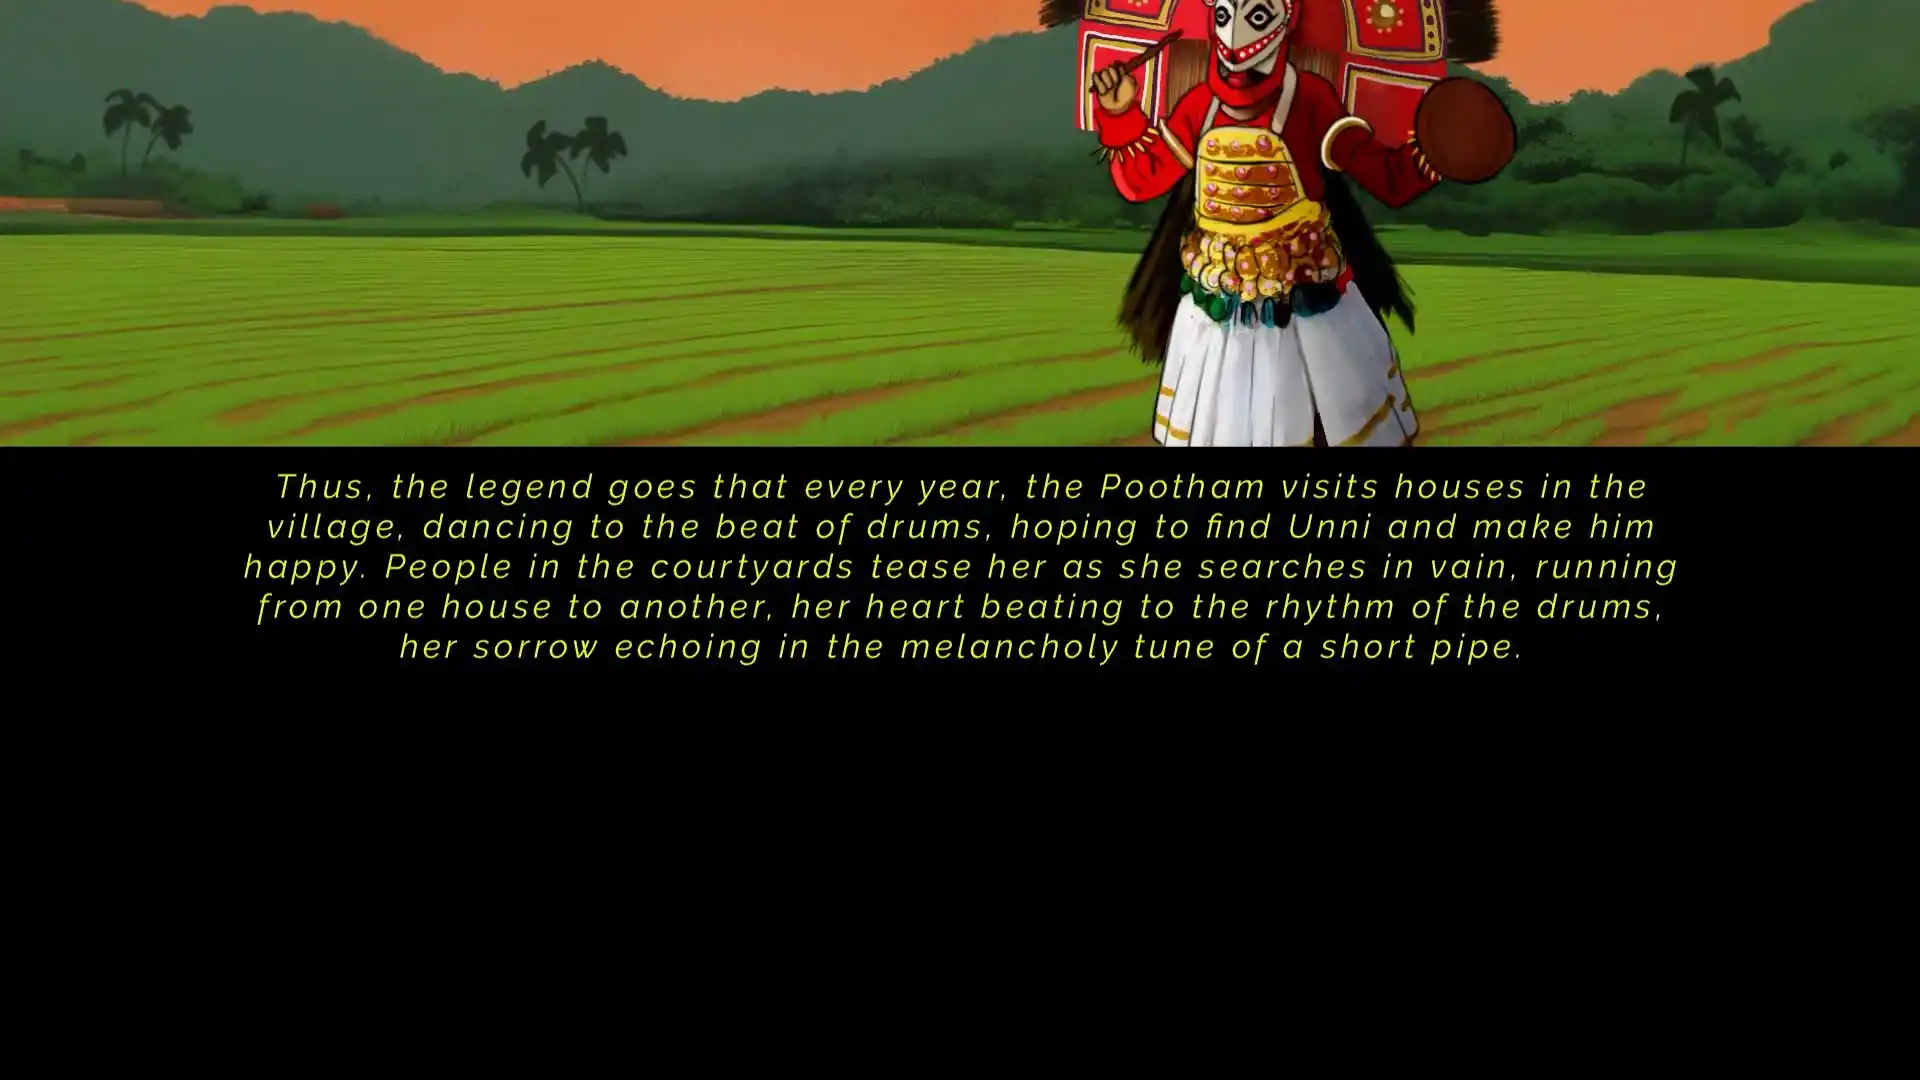 Thus, the legend goes that every year, the Pootham visits houses in the
village, dancing to the beat of drums, hoping to find Unni and make him
happy. People in the courtyards tease her as she searches in vain, running
from one house to another, her heart beating to the rhythm of the drums,
her sorrow echoing in the melancholy tune of a short pipe.